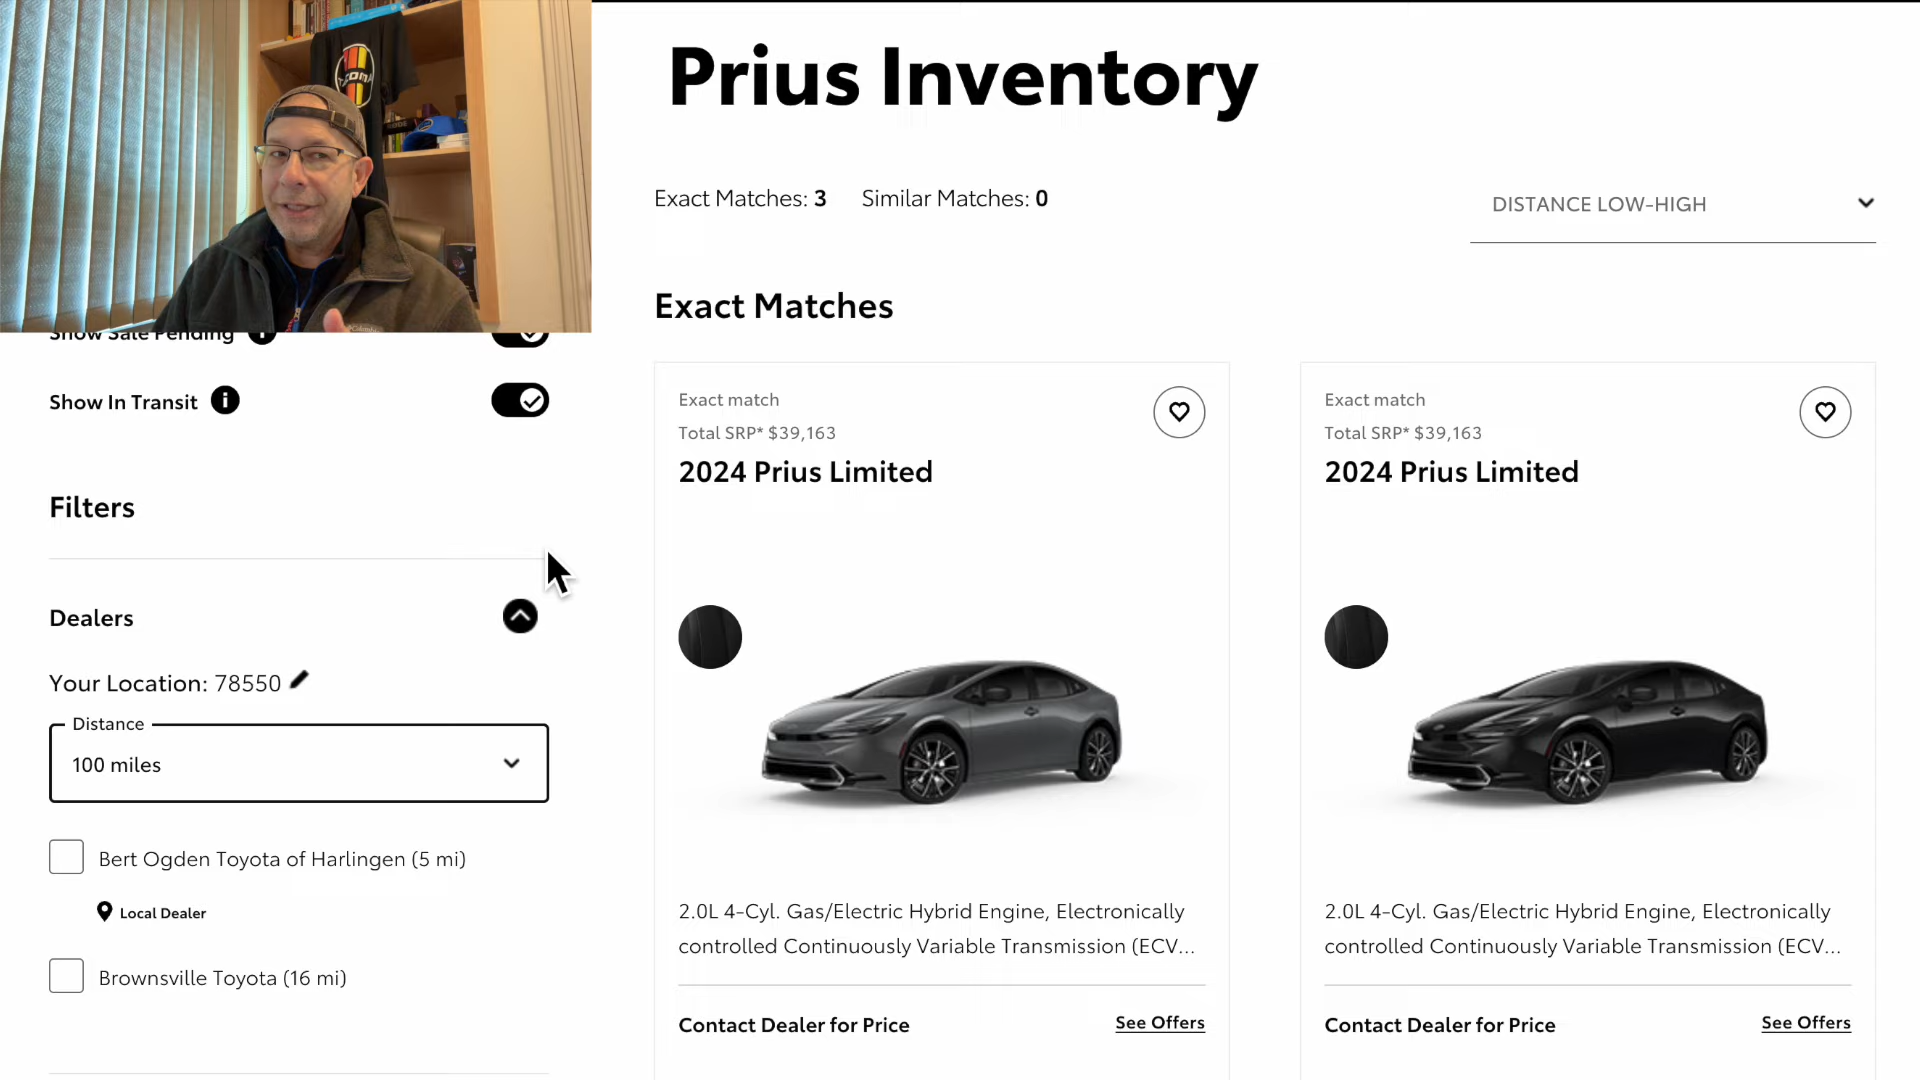 Prius Inventory
Exact Matches: 3 Similar Matches: 0
DISTANCE LOW-HIGH
Exact Matches
Show Sale Pending
Show In Transit
Filters
Dealers
Your Location: 78550
Distance
100 miles
Bert Ogden Toyota of Harlingen (5 mi)
Local Dealer
Brownsville Toyota (16 mi)
Exact match
Total SRP* $39,163
2024 Prius Limited
2.0L 4-Cyl. Gas/Electric Hybrid Engine, Electronically
controlled Continuously Variable Transmission (ECV...
Contact Dealer for Price See Offers
Exact match
Total SRP* $39,163
2024 Prius Limited
2.0L 4-Cyl. Gas/Electric Hybrid Engine, Electronically
controlled Continuously Variable Transmission (ECV...
Contact Dealer for Price See Offers